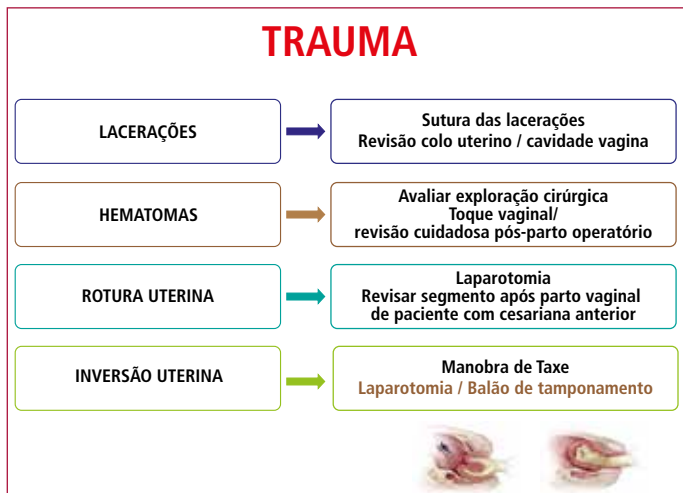 TRAUMA
LACERAÇÕES
Sutura das lacerações
Revisão colo uterino / cavidade vagina
HEMATOMAS
Avaliar exploração cirúrgica
Toque vaginal/
revisão cuidadosa pós-parto operatório
ROTURA UTERINA
Laparotomia
Revisar segmento após parto vaginal
de paciente com cesariana anterior
INVERSÃO UTERINA
Manobra de Taxe
Laparotomia / Balão de tamponamento